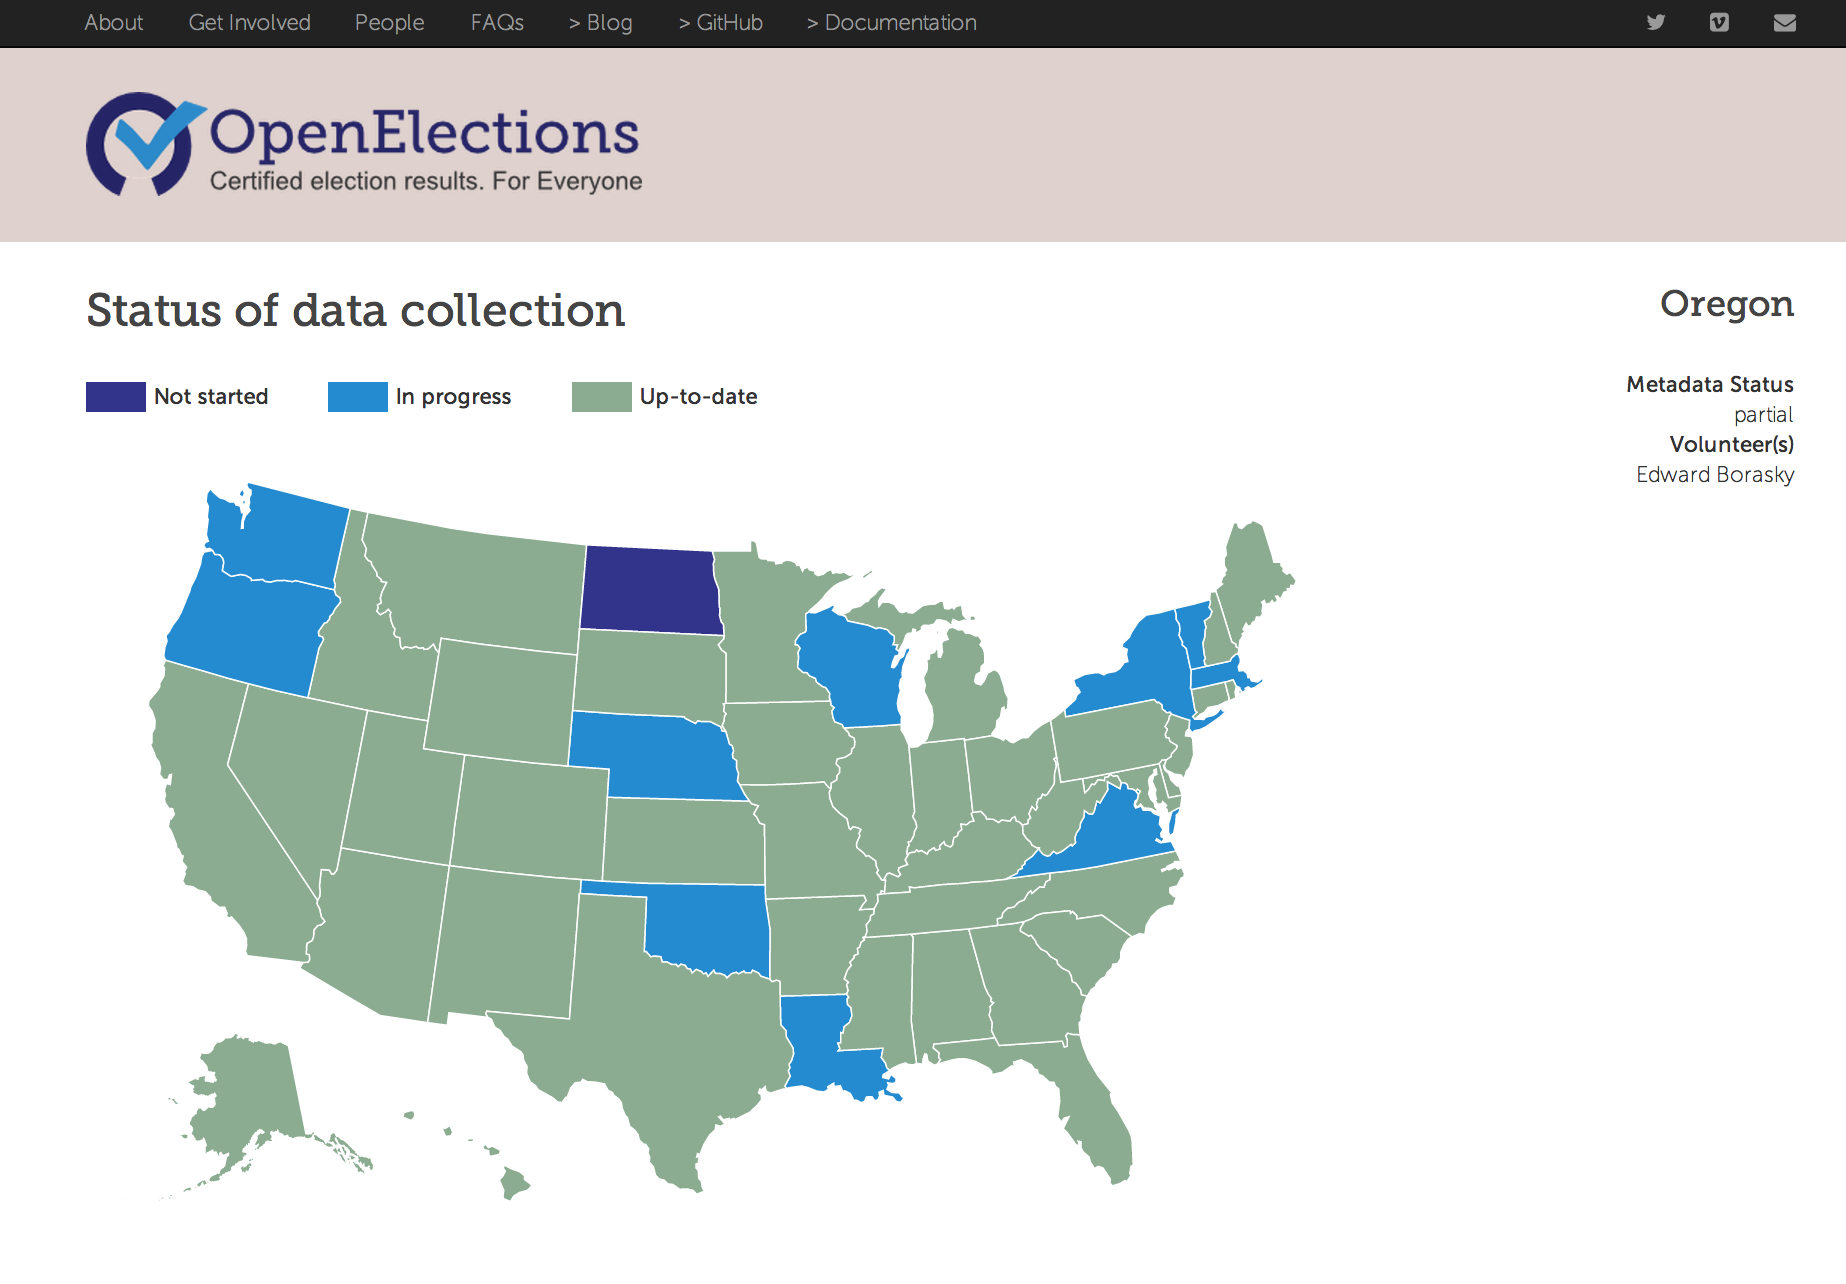 About Get Involved People FAQs > Blog > GitHub > Documentation
OpenElections
Certified election results. For Everyone
Status of data collection
Not started In progress Up-to-date
Oregon
Metadata Status
partial
Volunteer(s)
Edward Borasky